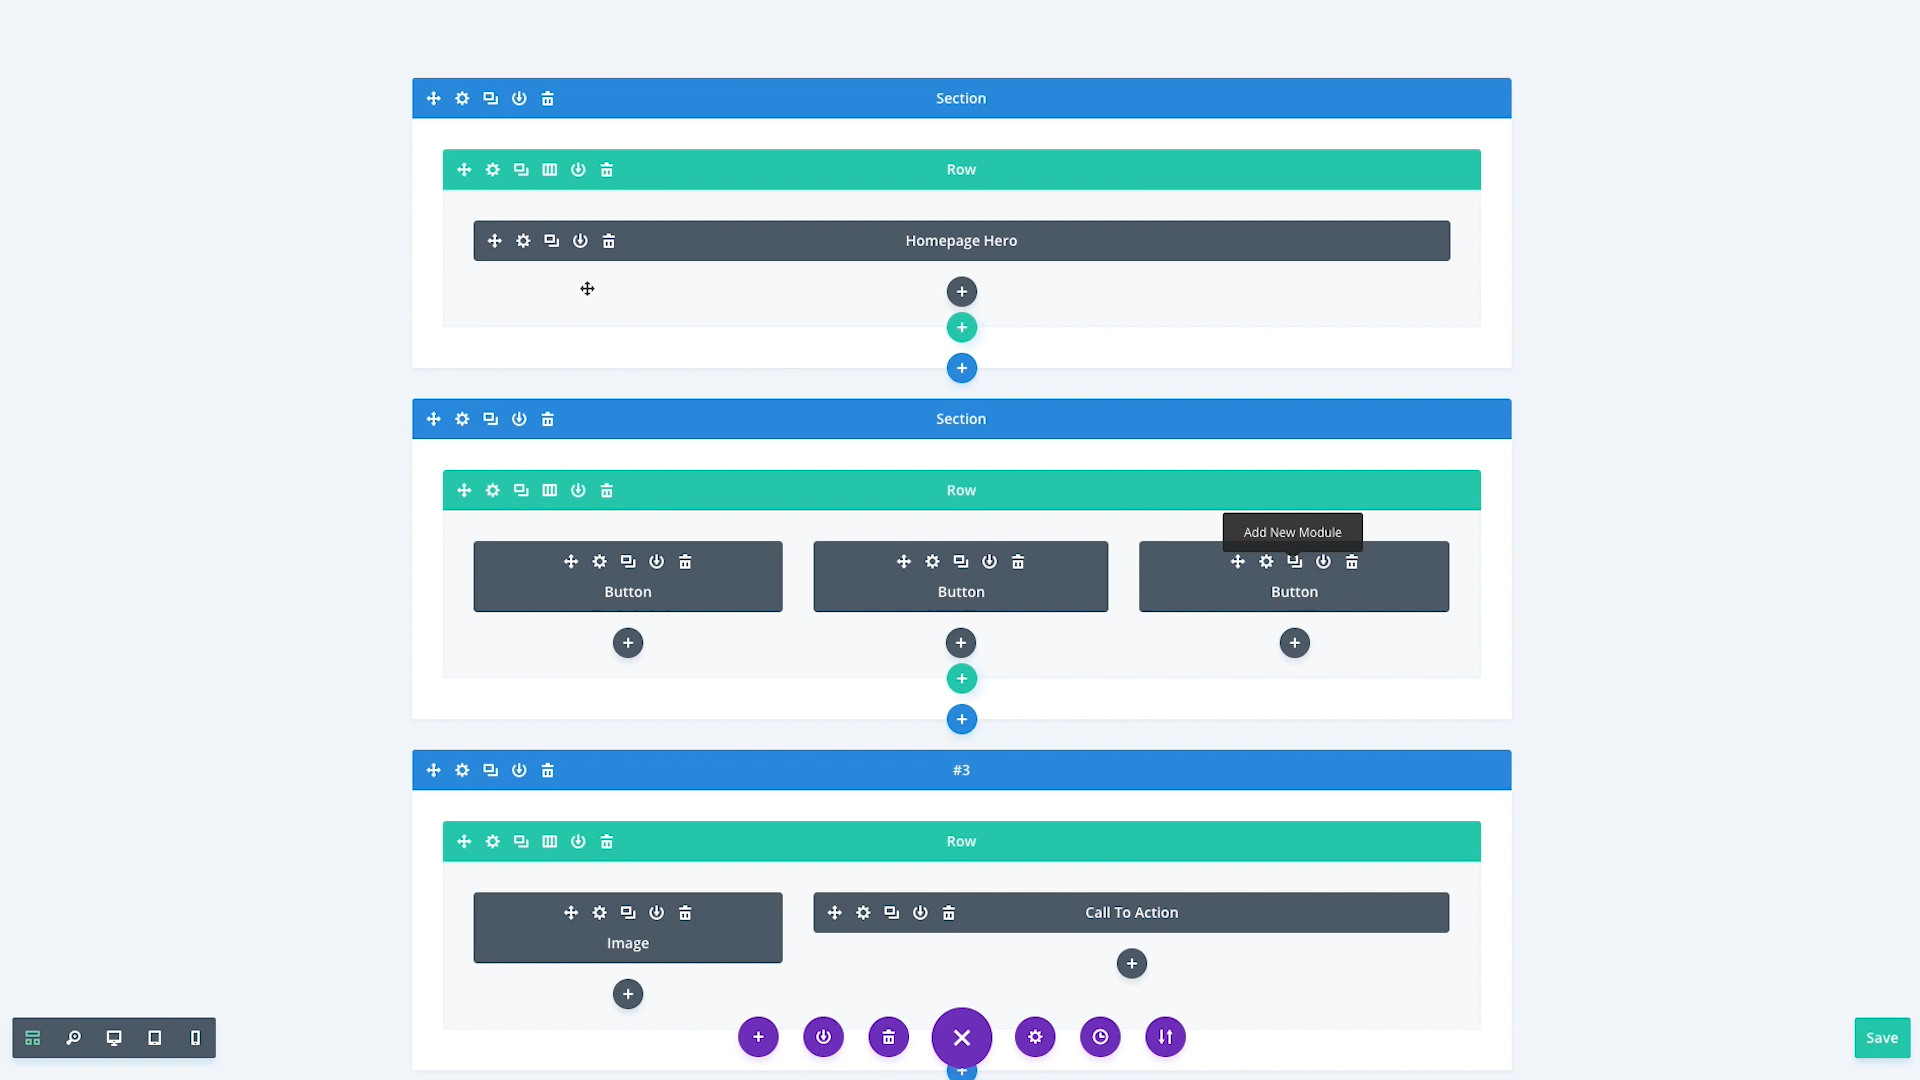 Section
Row
Homepage Hero
Section
Row
Add New Module
Button
Button
Button
#3
Row
Image
Call To Action
Save